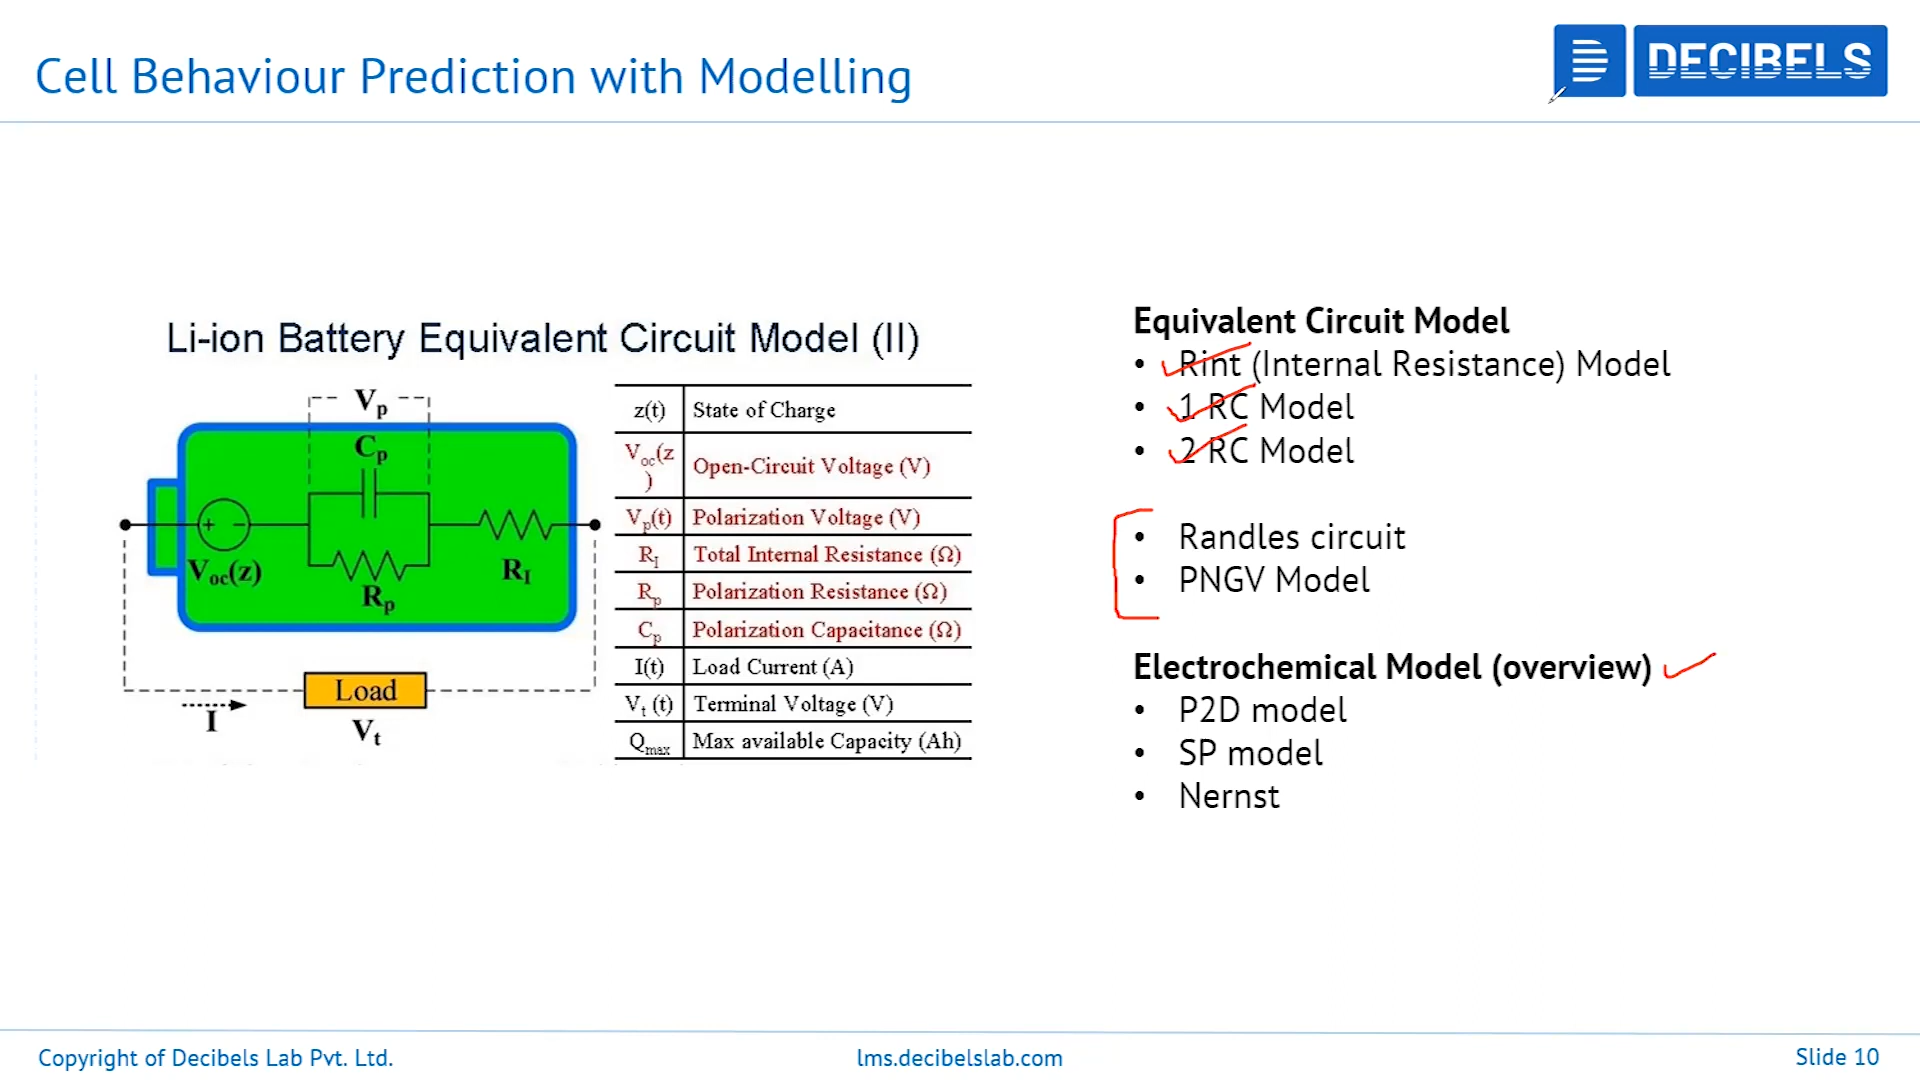 Cell Behaviour Prediction with Modelling
DECIBELS
Li-ion Battery Equivalent Circuit Model (II)
Vp
Cp
+ -
Voc(z)
Rp
RI
Load
I
Vt
z(t) State of Charge
Voc(z) Open-Circuit Voltage (V)
Vp(t) Polarization Voltage (V)
RI Total Internal Resistance (Ω)
Rp Polarization Resistance (Ω)
Cp Polarization Capacitance (Ω)
I(t) Load Current (A)
Vt (t) Terminal Voltage (V)
Qmax Max available Capacity (Ah)
Equivalent Circuit Model
• Rint (Internal Resistance) Model
• 1 RC Model
• 2 RC Model
• Randles circuit
• PNGV Model
Electrochemical Model (overview)
• P2D model
• SP model
• Nernst
Copyright of Decibels Lab Pvt. Ltd.
lms.decibelslab.com
Slide 10